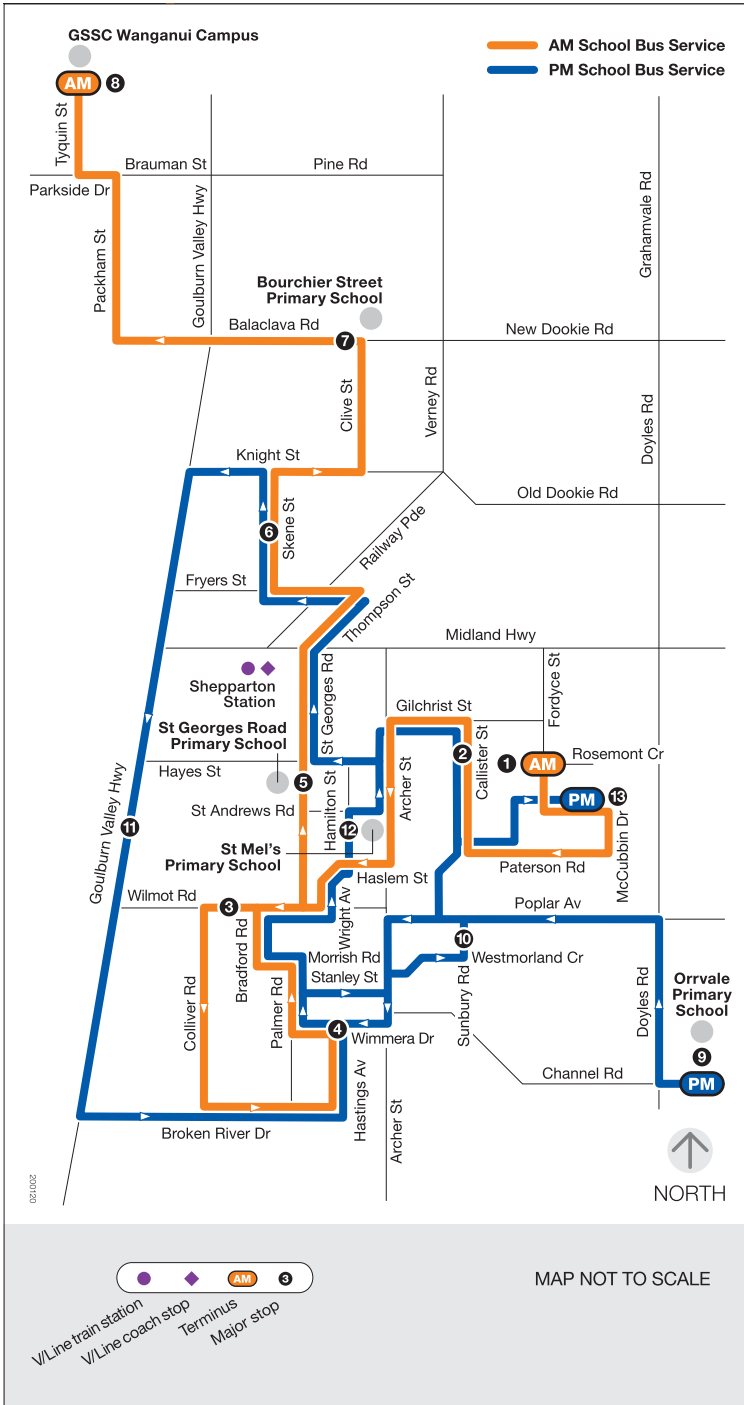 GSSC Wanganui Campus
AM School Bus Service
PM School Bus Service
AM
8
Tyquin St
Brauman St
Pine Rd
Parkside Dr
Goulburn Valley Hwy
Grahamvale Rd
Packham St
Bourchier Street
Primary School
Balaclava Rd
7
New Dookie Rd
Clive St
Verney Rd
Doyles Rd
Knight St
Old Dookie Rd
6
Skene St
Railway Pde
Fryers St
Thompson St
Midland Hwy
Shepparton
Station
St Georges Rd
Fordyce St
Gilchrist St
St Georges Road
Primary School
2
Callister St
1
AM
Rosemont Cr
Hayes St
5
Hamilton St
Archer St
PM
13
St Andrews Rd
Goulburn Valley Hwy
11
12
St Mel's
Primary School
McCubbin Dr
Paterson Rd
Haslem St
Wilmot Rd
3
Wright Av
Poplar Av
Bradford Rd
10
Morrish Rd
Stanley St
Westmorland Cr
Orrvale
Primary
School
Colliver Rd
Palmer Rd
Sunbury Rd
Doyles Rd
4
Wimmera Dr
9
Channel Rd
PM
Hastings Av
Archer St
Broken River Dr
200120
NORTH
AM
3
MAP NOT TO SCALE
V/Line train station
V/Line coach stop
Terminus
Major stop